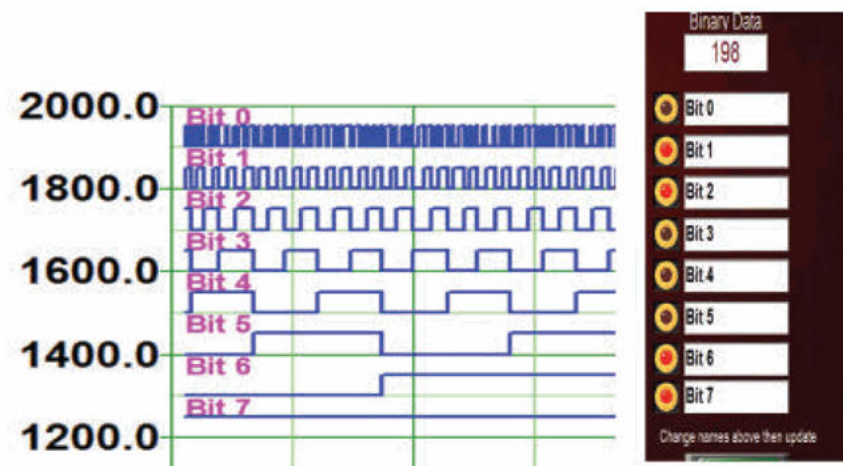 2000.0
Bit 0
Bit 1
1800.0
Bit 2
Bit 3
1600.0
Bit 4
Bit 5
1400.0
Bit 6
Bit 7
1200.0
Binary Data
198
Bit 0
Bit 1
Bit 2
Bit 3
Bit 4
Bit 5
Bit 6
Bit 7
Change names above then update